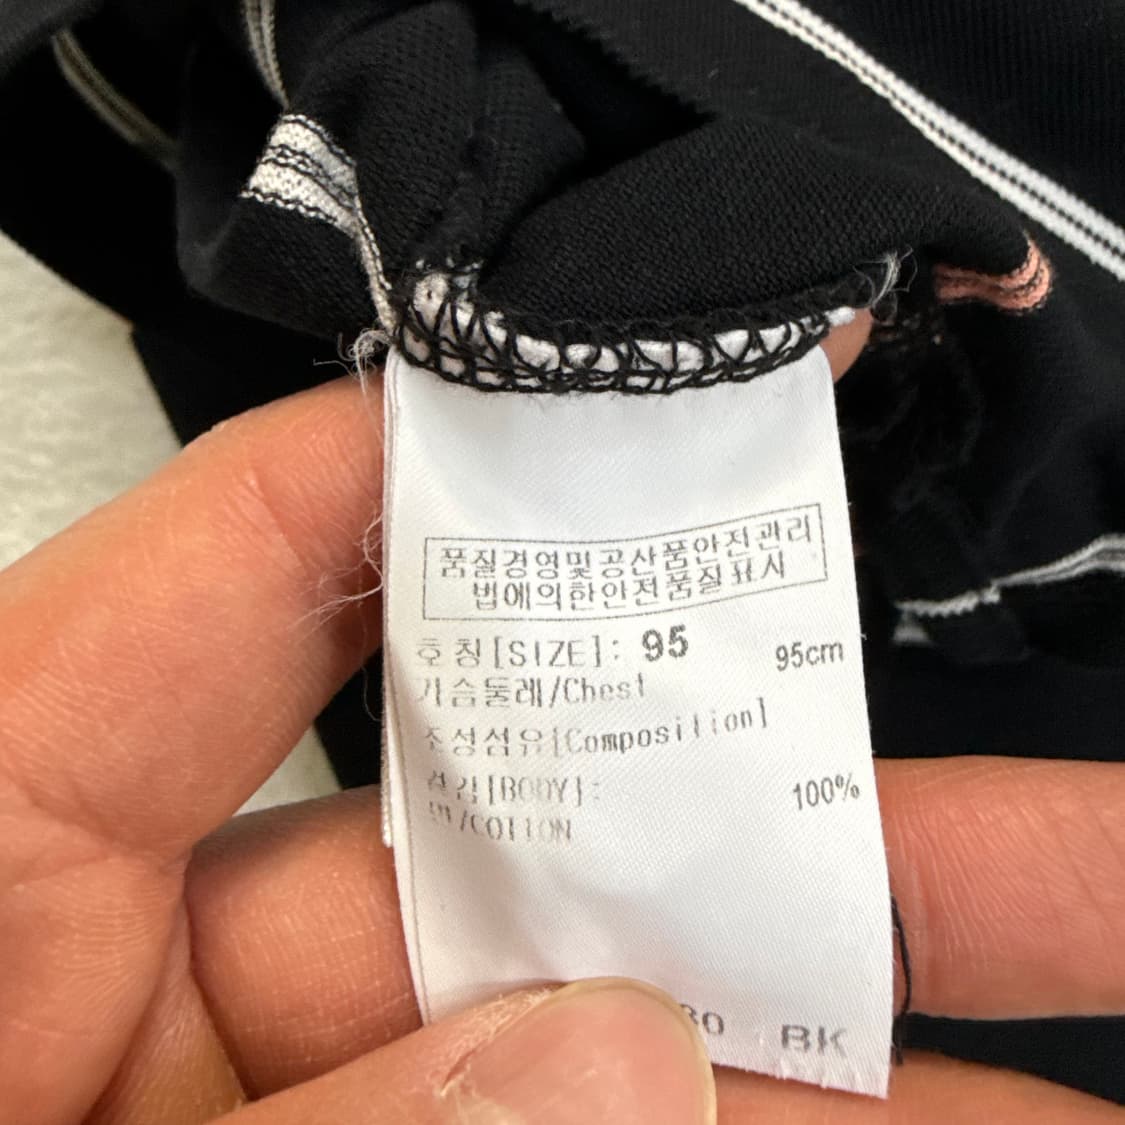 품질경영및공산품안전관리
법에의한안전품질표시
호칭[SIZE]: 95 95cm
가슴둘레/Chest
조성섬유[Composition]
겉감[BODY]: 100%
면/COTTON
80 BK